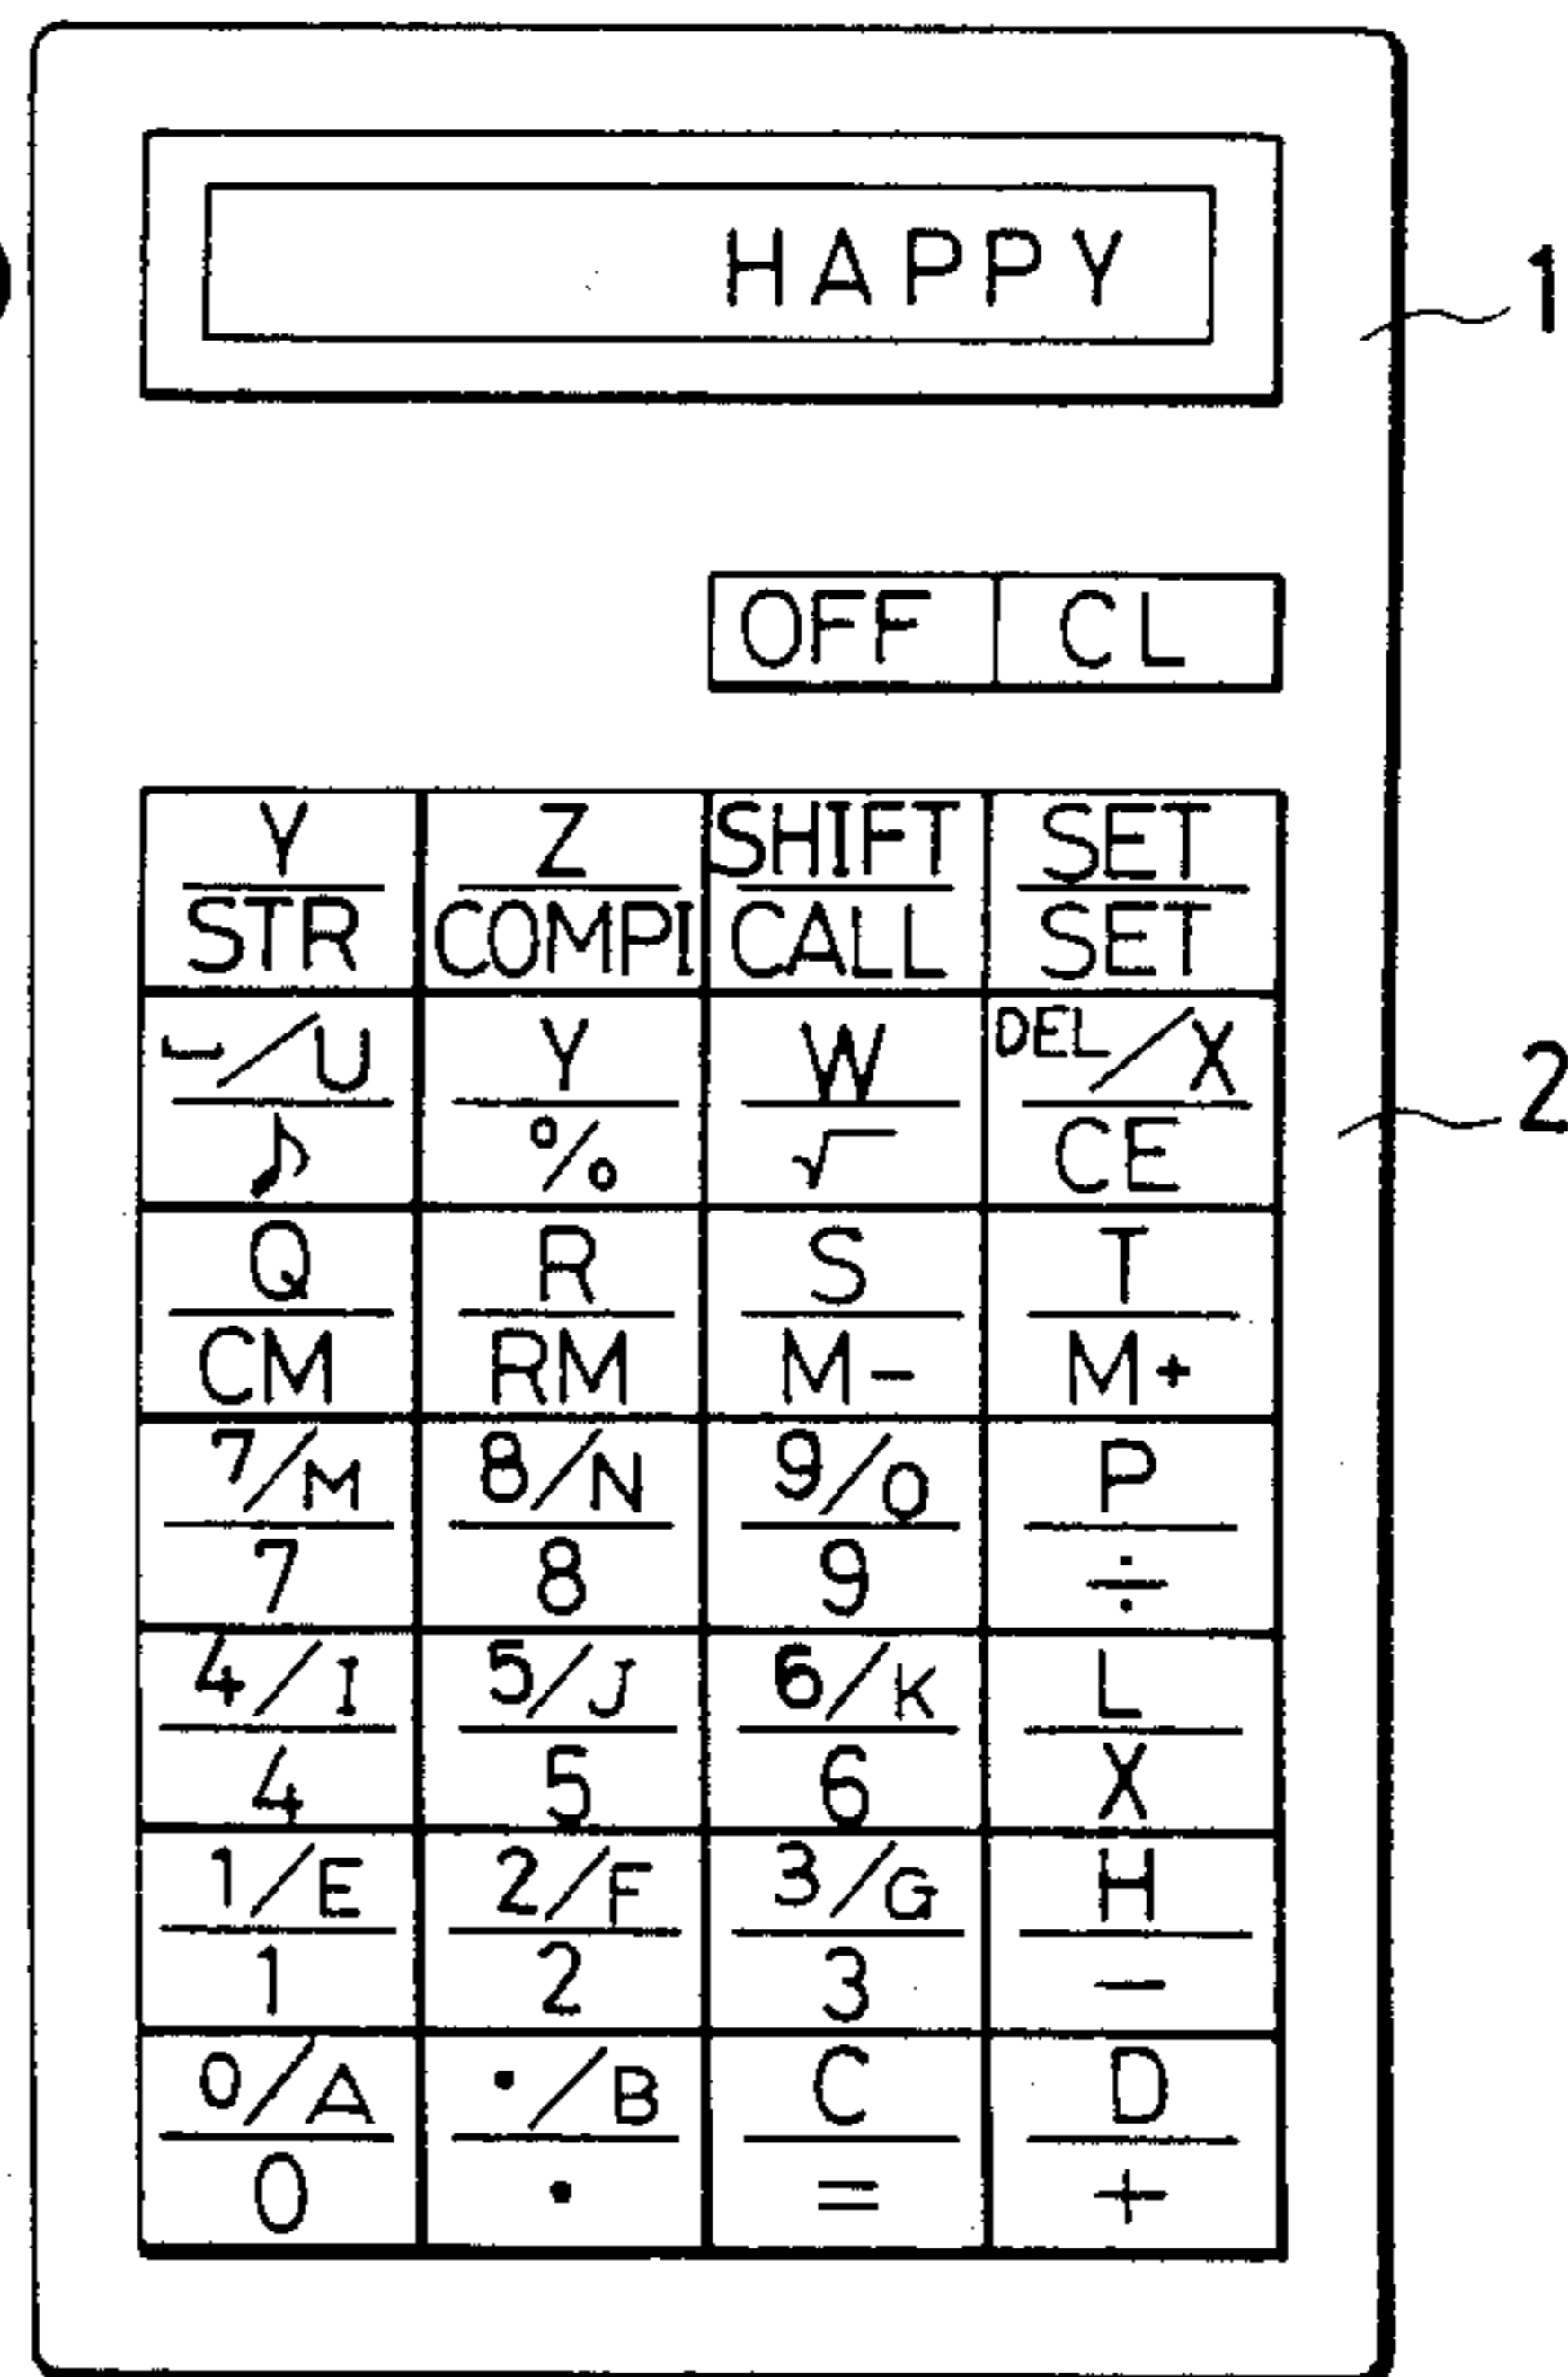 HAPPY
1
OFF CL
Y Z SHIFT SET
STR COMPI CALL SET
⌣/U Y W DEL/X
♪ % √ CE
2
Q R S T
CM RM M- M+
7/M 8/N 9/O P
7 8 9 ÷
4/I 5/J 6/K L
4 5 6 X
1/E 2/F 3/G H
1 2 3 -
0/A ·/B C D
0 · = +